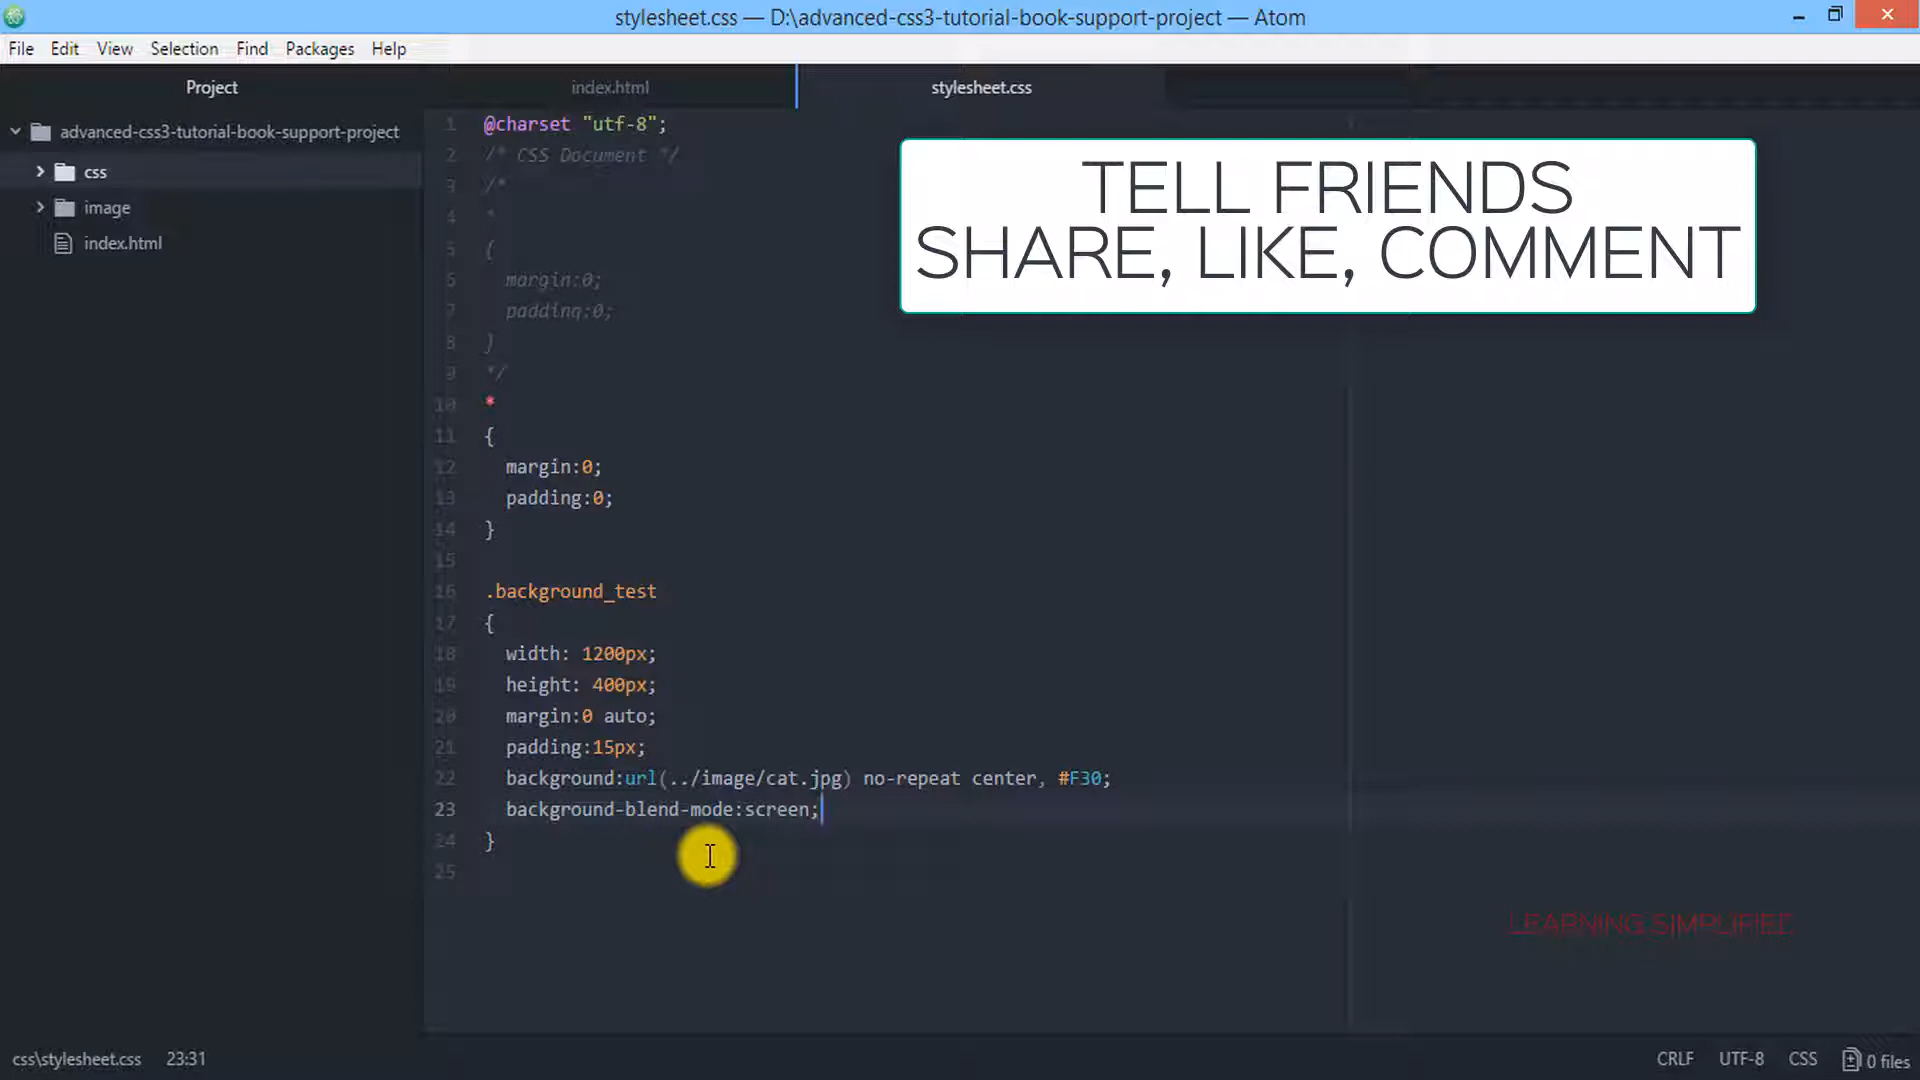 stylesheet.css — D:\advanced-css3-tutorial-book-support-project — Atom
File Edit View Selection Find Packages Help
Project
advanced-css3-tutorial-book-support-project
css
image
index.html
index.html
stylesheet.css
1 @charset "utf-8";
2 /* CSS Document */
3 /*
4 *
5 {
6 margin:0;
7 padding:0;
8 }
9 */
10 *
11 {
12 margin:0;
13 padding:0;
14 }
15
16 .background_test
17 {
18 width: 1200px;
19 height: 400px;
20 margin:0 auto;
21 padding:15px;
22 background:url(../image/cat.jpg) no-repeat center, #F30;
23 background-blend-mode:screen;
24 }
25
TELL FRIENDS
SHARE, LIKE, COMMENT
LEARNING SIMPLIFIED
css\stylesheet.css 23:31
CRLF UTF-8 CSS 0 files